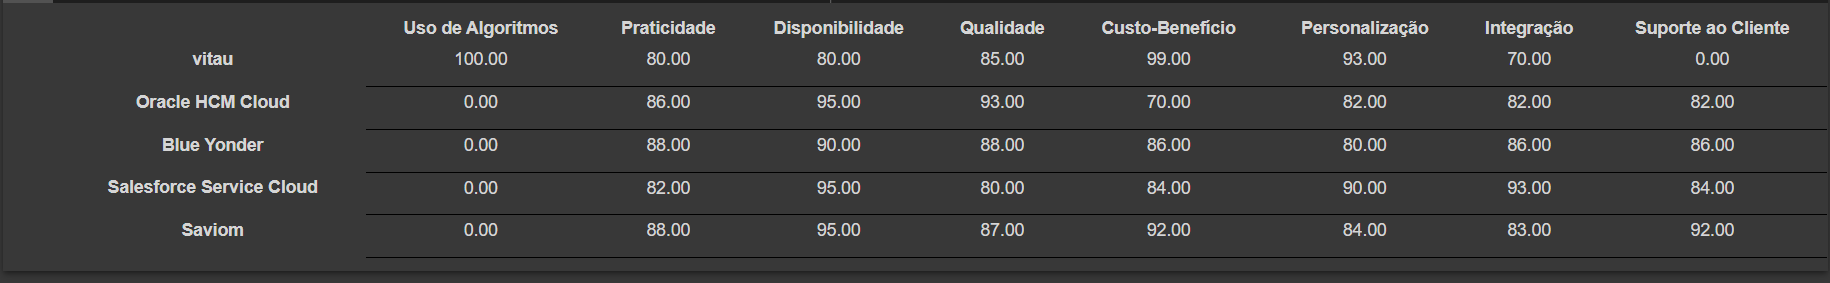 Uso de Algoritmos Praticidade Disponibilidade Qualidade Custo-Benefício Personalização Integração Suporte ao Cliente
vitau 100.00 80.00 80.00 85.00 99.00 93.00 70.00 0.00
Oracle HCM Cloud 0.00 86.00 95.00 93.00 70.00 82.00 82.00 82.00
Blue Yonder 0.00 88.00 90.00 88.00 86.00 80.00 86.00 86.00
Salesforce Service Cloud 0.00 82.00 95.00 80.00 84.00 90.00 93.00 84.00
Saviom 0.00 88.00 95.00 87.00 92.00 84.00 83.00 92.00